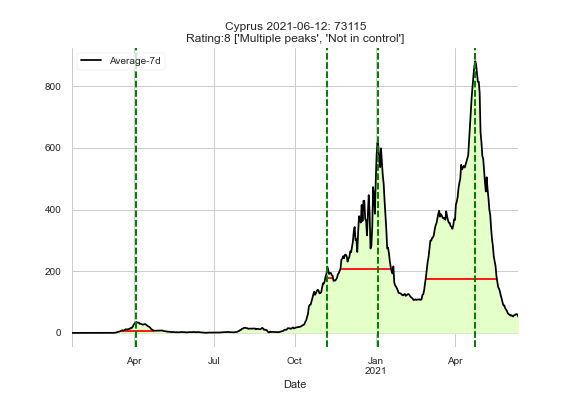 Cyprus 2021-06-12: 73115
Rating:8 ['Multiple peaks', 'Not in control']
Average-7d
800
600
400
200
0
Apr Jul Oct Jan Apr
2021
Date